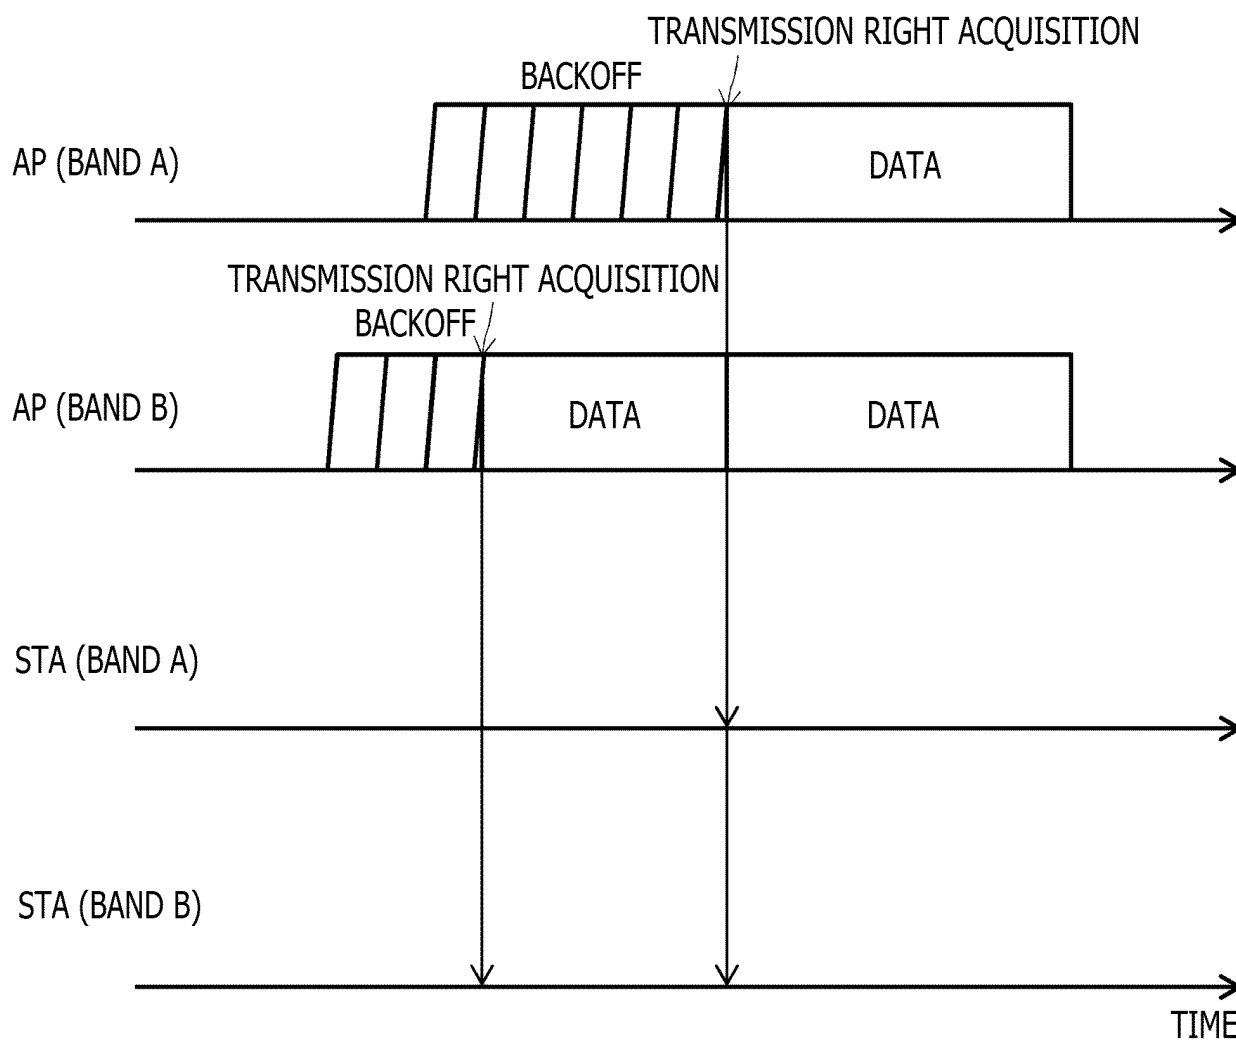 TRANSMISSION RIGHT ACQUISITION
BACKOFF
AP (BAND A)
DATA
TRANSMISSION RIGHT ACQUISITION
BACKOFF
AP (BAND B)
DATA
DATA
STA (BAND A)
STA (BAND B)
TIME